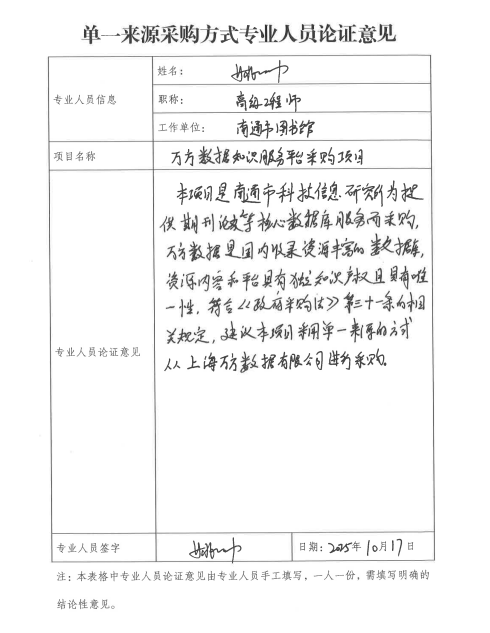 单一来源采购方式专业人员论证意见
专业人员信息
姓名：
职称： 高级工程师
工作单位： 南通市图书馆
项目名称 万方数据知识服务平台采购项目
专业人员论证意见
本项目是南通市科技信息研究所为提
供期刊论文等核心数据库服务而采购，
万方数据是国内收录资源丰富的数据库，
资源内容和平台具有独立知识产权且具有唯
一性，符合《政府采购法》第三十一条的相
关规定，建议本项目采用单一来源的方式
从上海万方数据有限公司进行采购。
专业人员签字
日期：2025年10月17日
注：本表格中专业人员论证意见由专业人员手工填写，一人一份，需填写明确的
结论性意见。